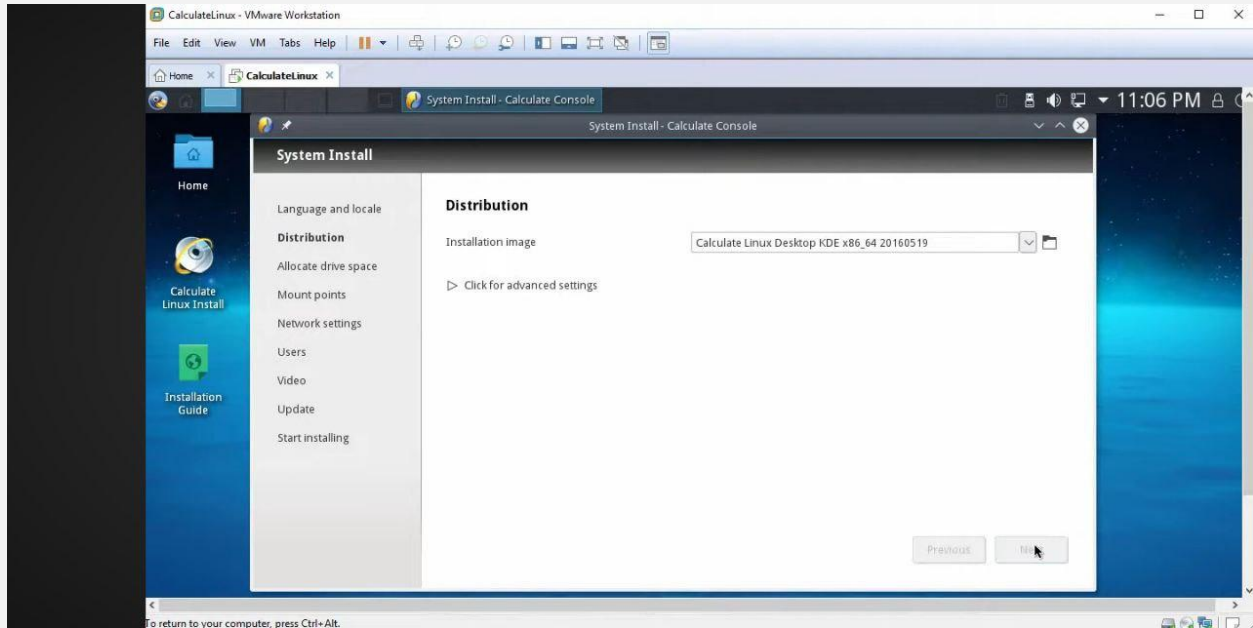 CalculateLinux - VMware Workstation
File Edit View VM Tabs Help
Home CalculateLinux
System Install - Calculate Console 11:06 PM
System Install - Calculate Console
System Install
Home
Calculate
Linux Install
Installation
Guide
Language and locale
Distribution
Allocate drive space
Mount points
Network settings
Users
Video
Update
Start installing
Distribution
Installation image Calculate Linux Desktop KDE x86_64 20160519
Click for advanced settings
Previous
To return to your computer, press Ctrl+Alt.